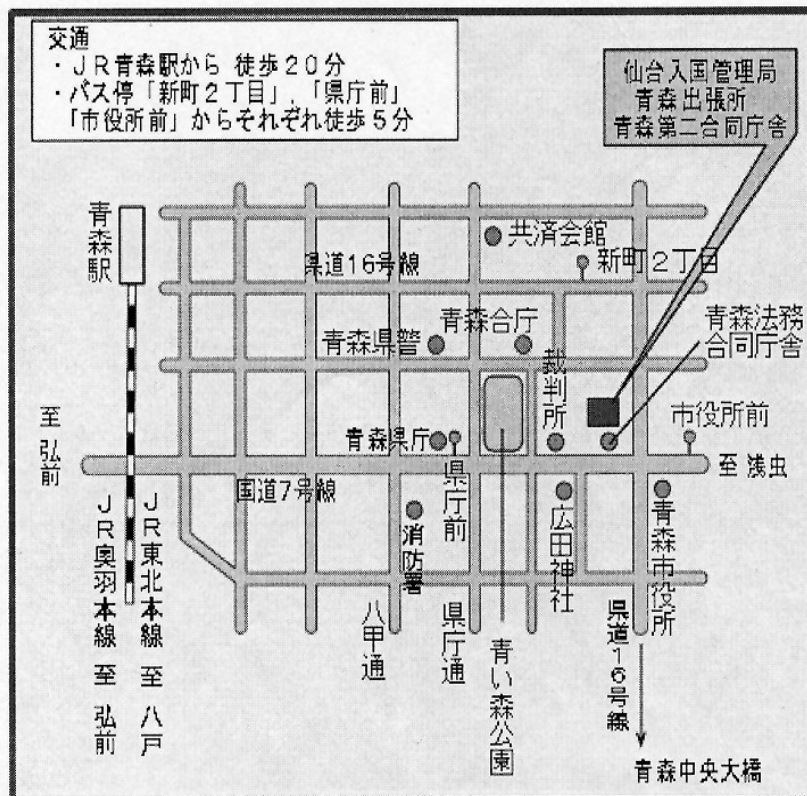 交通
・JR青森駅から 徒歩20分
・バス停「新町2丁目」，「県庁前」
「市役所前」からそれぞれ徒歩5分
仙台入国管理局
青森出張所
青森第二合同庁舎
青森駅
共済会館
県道16号線
新町2丁目
青森県警
青森合庁
裁判所
青森法務
合同庁舎
至 弘前
青森県庁
市役所前
国道7号線
県庁前
至 浅虫
消防署
広田神社
青森市役所
JR奥羽本線 至 弘前
JR東北本線 至 八戸
八甲通
県庁通
青い森公園
県道16号線
青森中央大橋